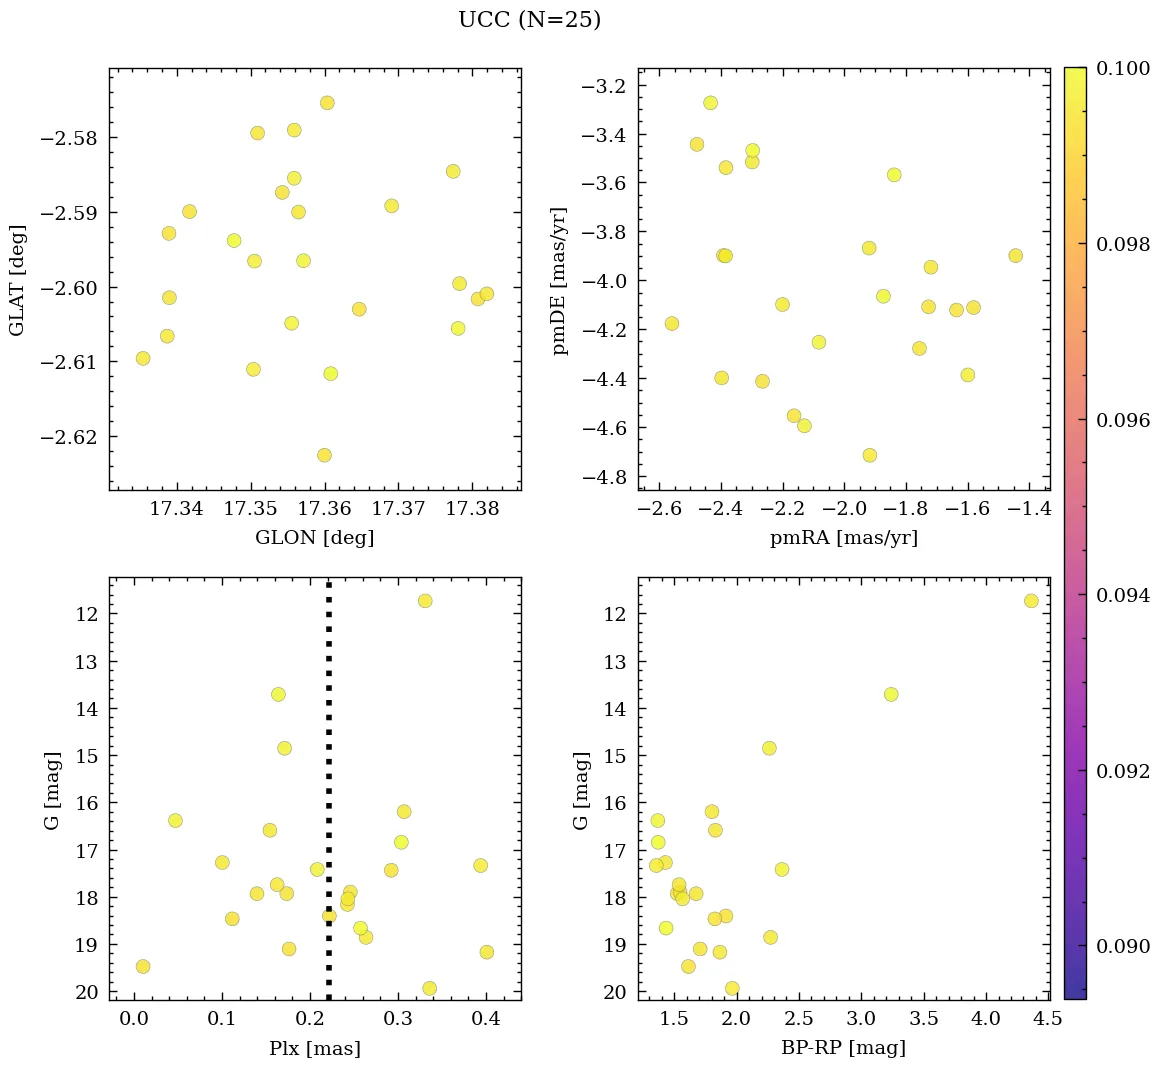 UCC (N=25)
−2.58
−2.59
−2.60
−2.61
−2.62
GLAT [deg]
17.34 17.35 17.36 17.37 17.38
GLON [deg]
−3.2
−3.4
−3.6
−3.8
−4.0
−4.2
−4.4
−4.6
−4.8
pmDE [mas/yr]
−2.6 −2.4 −2.2 −2.0 −1.8 −1.6 −1.4
pmRA [mas/yr]
0.100
0.098
0.096
0.094
0.092
0.090
12
13
14
15
16
17
18
19
20
G [mag]
0.0 0.1 0.2 0.3 0.4
Plx [mas]
12
13
14
15
16
17
18
19
20
G [mag]
1.5 2.0 2.5 3.0 3.5 4.0 4.5
BP-RP [mag]